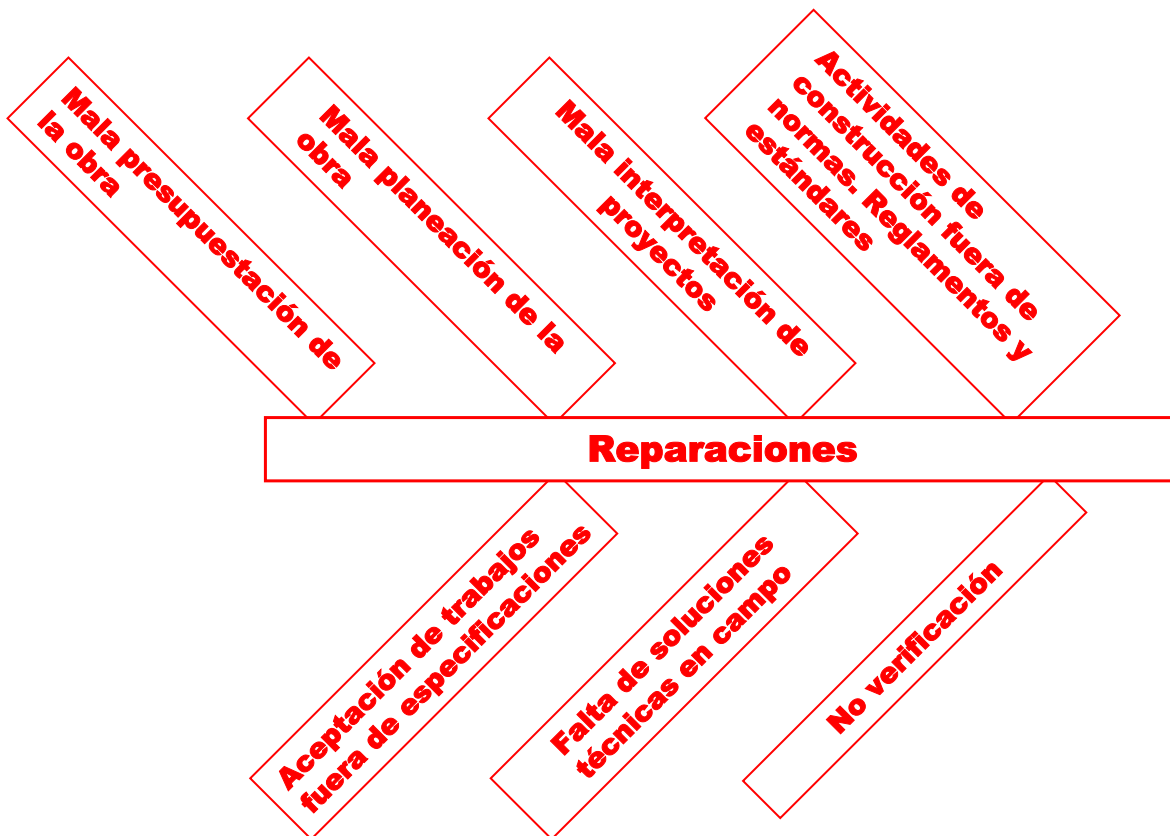 Mala presupuestación de
la obra
Mala planeación de la
obra
Mala interpretación de
proyectos
Actividades de
construcción fuera de
normas. Reglamentos y
estándares
Reparaciones
Aceptación de trabajos
fuera de especificaciones
Falta de soluciones
técnicas en campo
No verificación